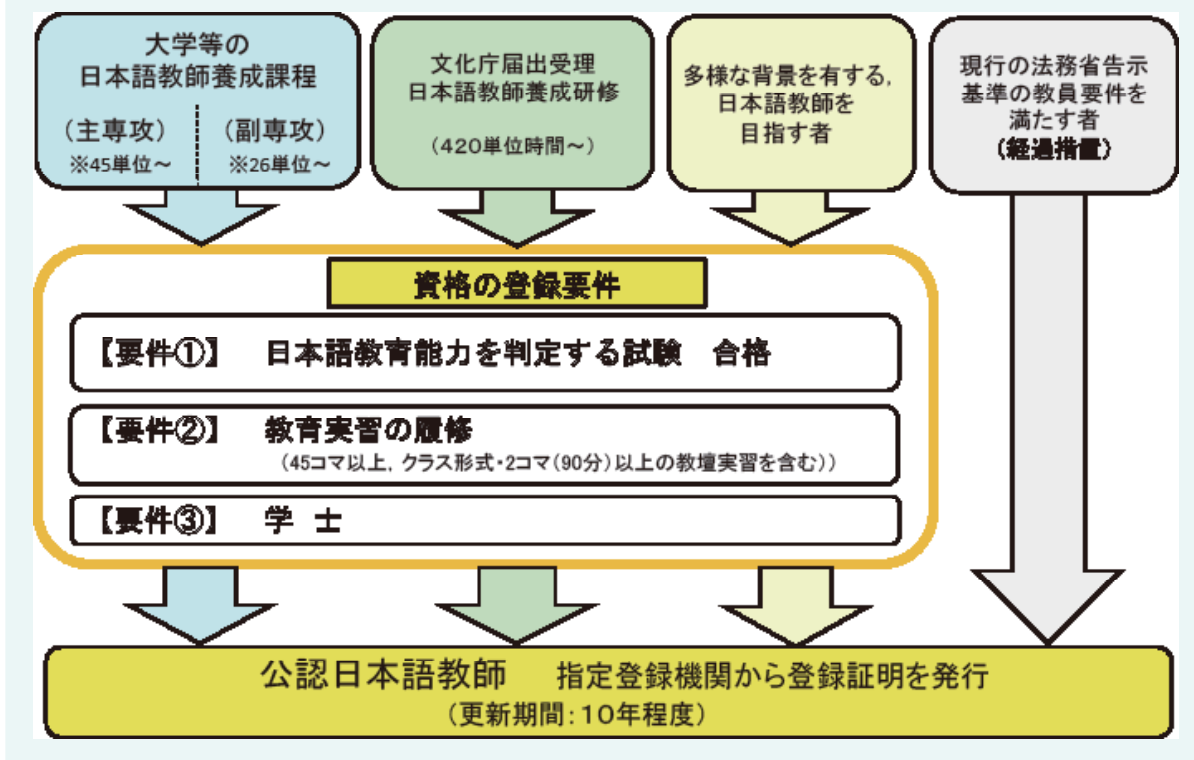 大学等の
日本語教師養成課程
（主専攻）
※45単位～
（副専攻）
※26単位～
文化庁届出受理
日本語教師養成研修
（４２０単位時間～）
多様な背景を有する，
日本語教師を
目指す者
現行の法務省告示
基準の教員要件を
満たす者
（経過措置）
資格の登録要件
【要件①】　日本語教育能力を判定する試験　合格
【要件②】　教育実習の履修
（45コマ以上，クラス形式・2コマ（90分）以上の教壇実習を含む））
【要件③】　学 士
公認日本語教師　指定登録機関から登録証明を発行
（更新期間：１０年程度）